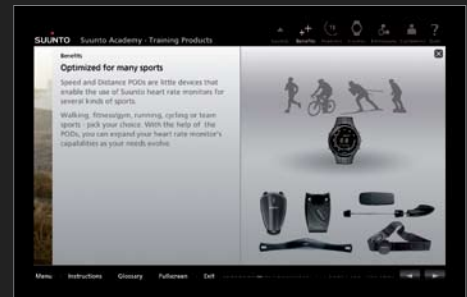 SUUNTO Suunto Academy - Training Products
Benefits
?
Benefits
Optimized for many sports
Speed and Distance PODs are little devices that
enable the use of Suunto heart rate monitors for
several kinds of sports.
Walking, fitness/gym, running, cycling or team
sports - pick your choice. With the help of the
PODs, you can expand your heart rate monitor's
capabilities as your needs evolve.
Menu Instructions Glossary Fullscreen Exit